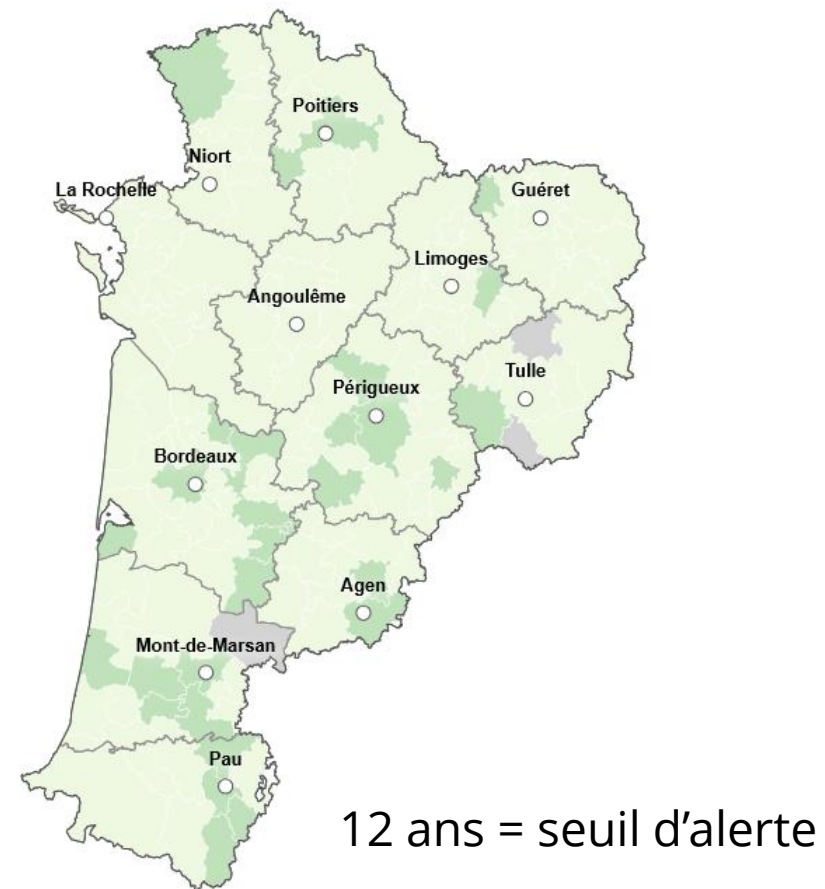 Poitiers
Niort
La Rochelle
Guéret
Limoges
Angoulême
Tulle
Périgueux
Bordeaux
Agen
Mont-de-Marsan
Pau
12 ans = seuil d’alerte